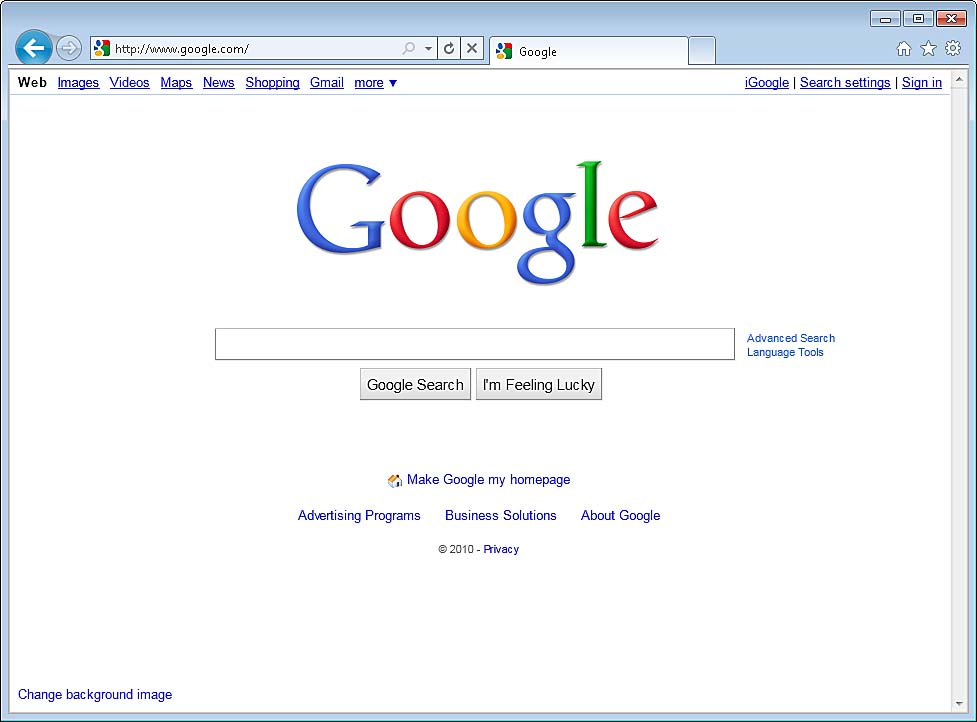 http://www.google.com/ Google
Web Images Videos Maps News Shopping Gmail more ▼ iGoogle | Search settings | Sign in
Google
Advanced Search
Language Tools
Google Search I'm Feeling Lucky
Make Google my homepage
Advertising Programs Business Solutions About Google
© 2010 - Privacy
Change background image